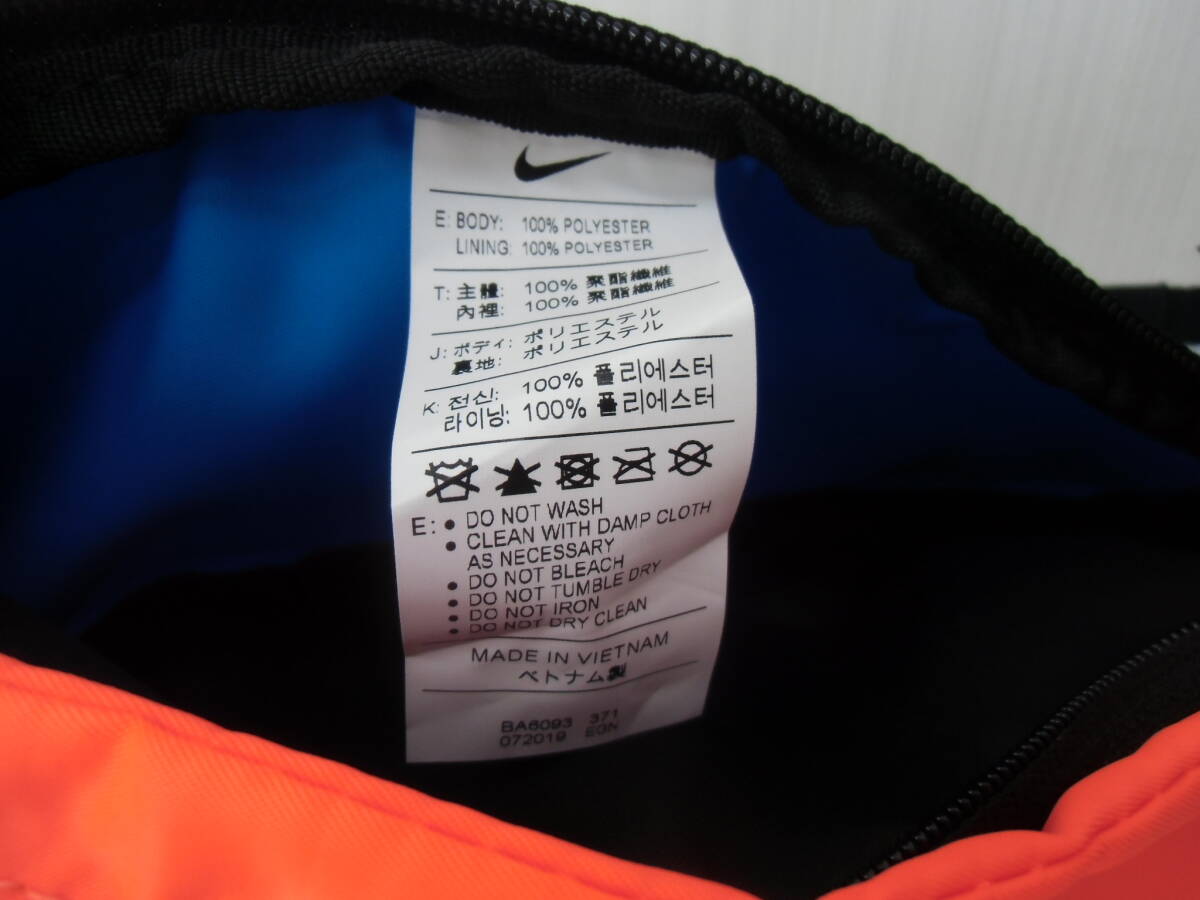 E: BODY: 100% POLYESTER
LINING: 100% POLYESTER
T: 主體: 100% 聚酯纖維
內裡: 100% 聚酯纖維
J: ボディ: ポリエステル
裏地: ポリエステル
K: 전신: 100% 폴리에스터
라이닝: 100% 폴리에스터
E: • DO NOT WASH
• CLEAN WITH DAMP CLOTH
AS NECESSARY
• DO NOT BLEACH
• DO NOT TUMBLE DRY
• DO NOT IRON
• DO NOT DRY CLEAN
MADE IN VIETNAM
ベトナム製
BA6093 371
072019 EGN